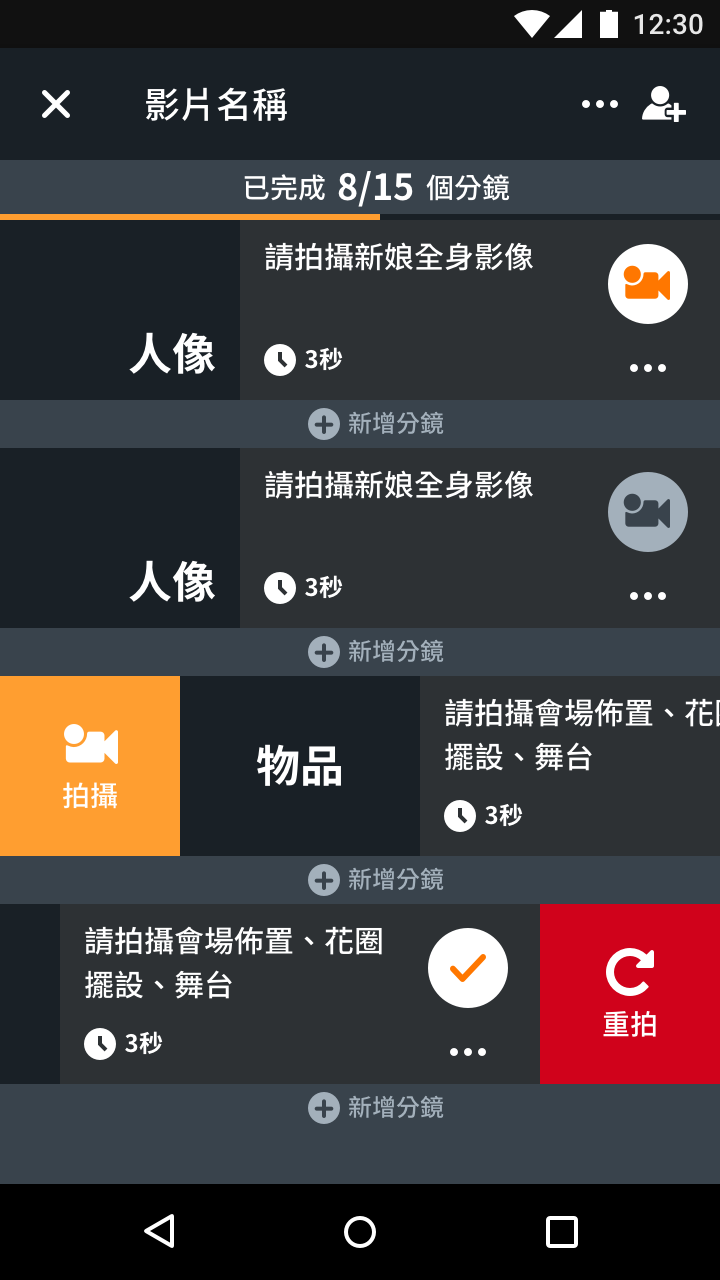 12:30
影片名稱
已完成 8/15 個分鏡
請拍攝新娘全身影像
人像
3秒
新增分鏡
請拍攝新娘全身影像
人像
3秒
新增分鏡
拍攝
物品
請拍攝會場佈置、花圈
擺設、舞台
3秒
新增分鏡
請拍攝會場佈置、花圈
擺設、舞台
3秒
重拍
新增分鏡